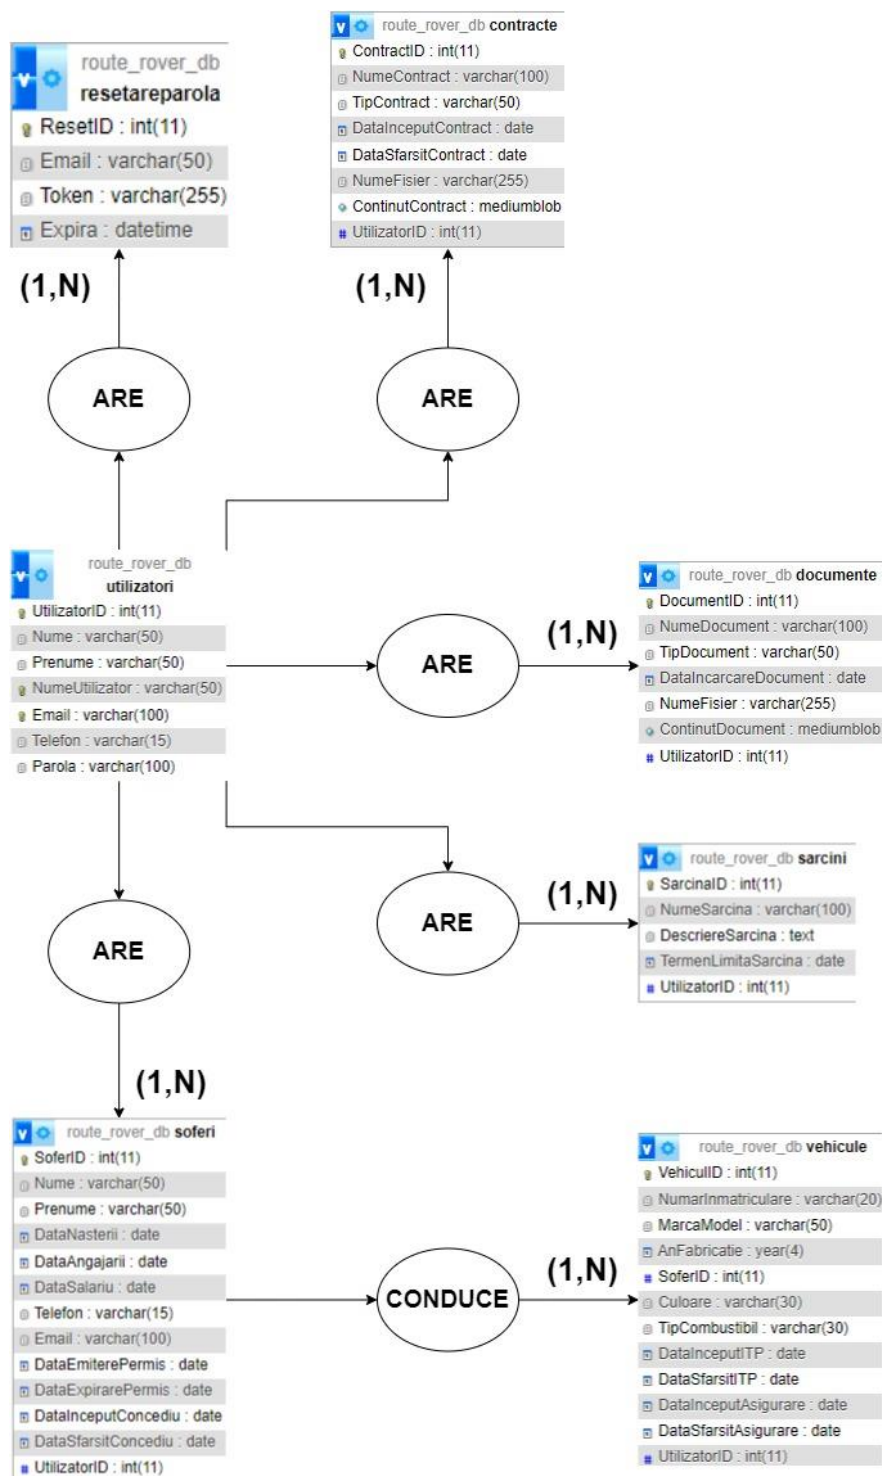 route_rover_db
resetareparola
ResetID : int(11)
Email : varchar(50)
Token : varchar(255)
Expira : datetime
route_rover_db contracte
ContractID : int(11)
NumeContract : varchar(100)
TipContract : varchar(50)
DataInceputContract : date
DataSfarsitContract : date
NumeFisier : varchar(255)
ContinutContract : mediumblob
# UtilizatorID : int(11)
(1,N)
(1,N)
ARE
ARE
route_rover_db
utilizatori
UtilizatorID : int(11)
Nume : varchar(50)
Prenume : varchar(50)
NumeUtilizator : varchar(50)
Email : varchar(100)
Telefon : varchar(15)
Parola : varchar(100)
ARE
(1,N)
route_rover_db documente
DocumentID : int(11)
NumeDocument : varchar(100)
TipDocument : varchar(50)
DataIncarcareDocument : date
NumeFisier : varchar(255)
ContinutDocument : mediumblob
# UtilizatorID : int(11)
ARE
ARE
(1,N)
route_rover_db sarcini
SarcinaID : int(11)
NumeSarcina : varchar(100)
DescriereSarcina : text
TermenLimitaSarcina : date
# UtilizatorID : int(11)
(1,N)
route_rover_db soferi
SoferID : int(11)
Nume : varchar(50)
Prenume : varchar(50)
DataNasterii : date
DataAngajarii : date
DataSalariu : date
Telefon : varchar(15)
Email : varchar(100)
DataEmiterePermis : date
DataExpirarePermis : date
DataInceputConcediu : date
DataSfarsitConcediu : date
# UtilizatorID : int(11)
CONDUCE
(1,N)
route_rover_db vehicule
VehiculID : int(11)
NumarInmatriculare : varchar(20)
MarcaModel : varchar(50)
AnFabricatie : year(4)
# SoferID : int(11)
Culoare : varchar(30)
TipCombustibil : varchar(30)
DataInceputITP : date
DataSfarsitITP : date
DataInceputAsigurare : date
DataSfarsitAsigurare : date
# UtilizatorID : int(11)